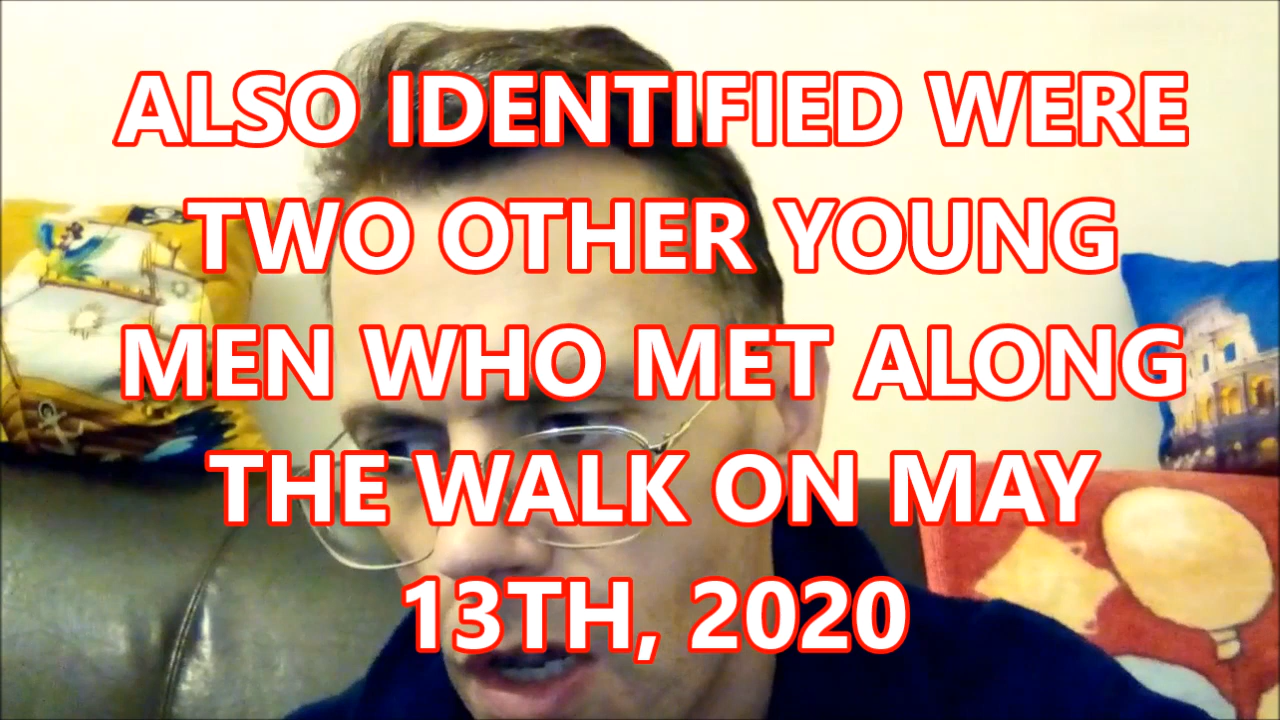 ALSO IDENTIFIED WERE
TWO OTHER YOUNG
MEN WHO MET ALONG
THE WALK ON MAY
13TH, 2020